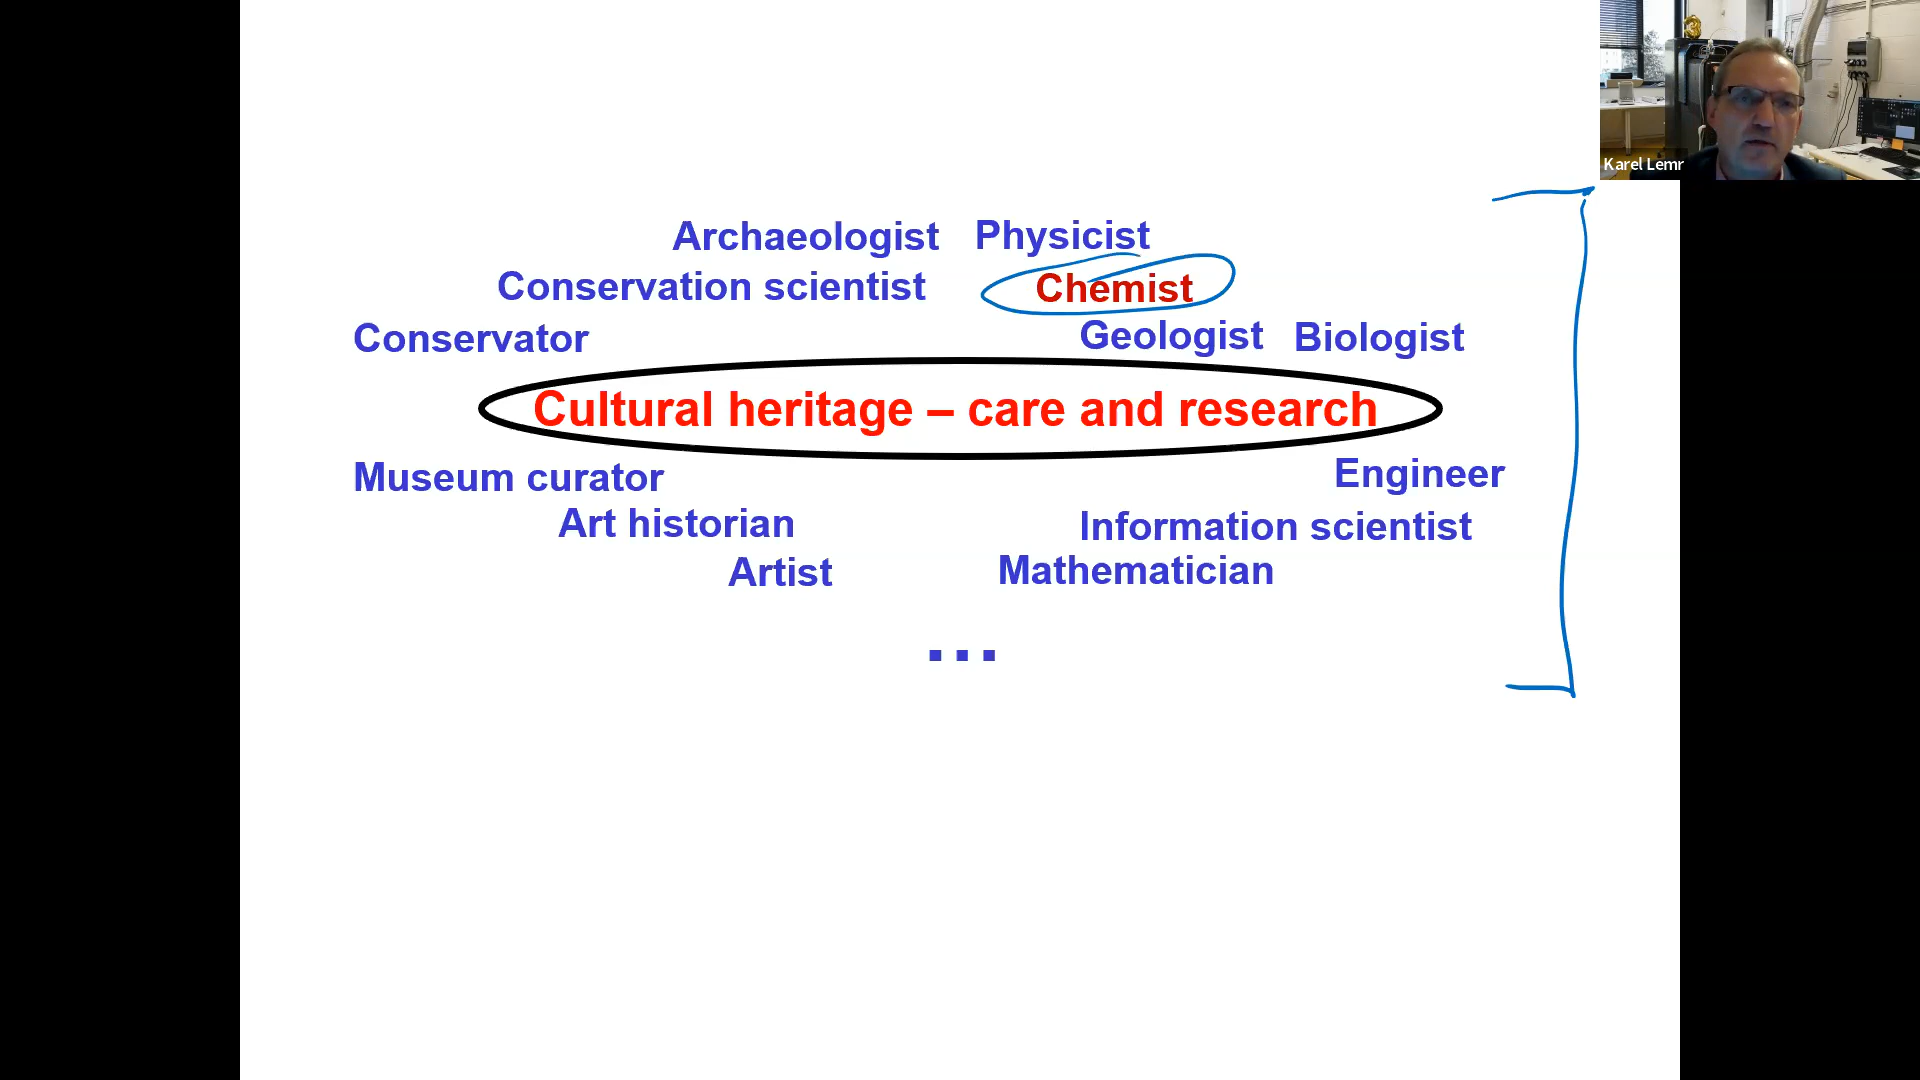 Karel Lemr
Archaeologist Physicist
Conservation scientist Chemist
Conservator Geologist Biologist
Cultural heritage – care and research
Museum curator Engineer
Art historian Information scientist
Artist Mathematician
...